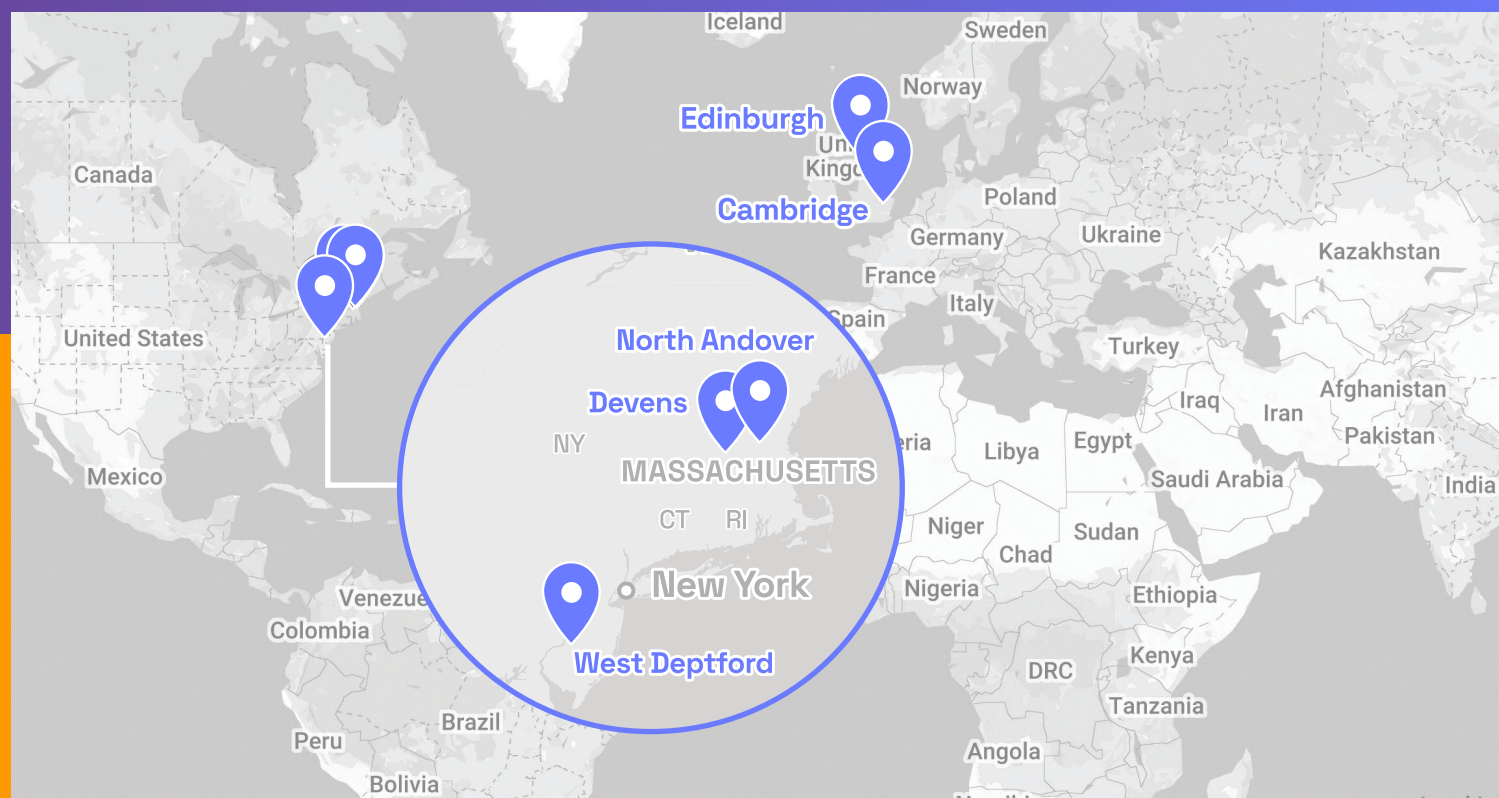 Iceland
Sweden
Norway
Edinburgh
Canada
Cambridge
Poland
Germany
Ukraine
Kazakhstan
France
Italy
Spain
United States
North Andover
Turkey
Devens
Afghanistan
Iraq
Iran
NY
Libya
Egypt
Pakistan
MASSACHUSETTS
Mexico
Saudi Arabia
India
CT RI
Niger
Sudan
Chad
New York
Nigeria
Ethiopia
Colombia
West Deptford
Kenya
DRC
Tanzania
Brazil
Peru
Angola
Bolivia